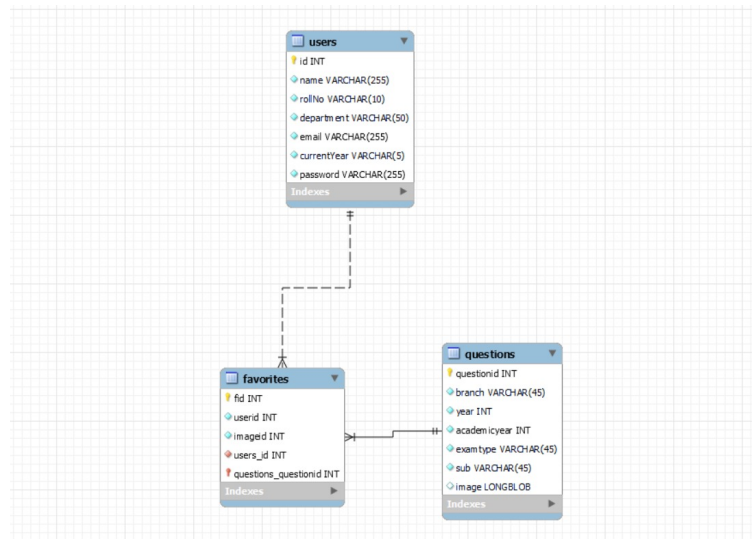 users
id INT
name VARCHAR(255)
rollNo VARCHAR(10)
department VARCHAR(50)
email VARCHAR(255)
currentYear VARCHAR(5)
password VARCHAR(255)
Indexes
favorites
fid INT
userid INT
imageid INT
users_id INT
questions_questionid INT
Indexes
questions
questionid INT
branch VARCHAR(45)
year INT
academicyear INT
examtype VARCHAR(45)
sub VARCHAR(45)
image LONGBLOB
Indexes